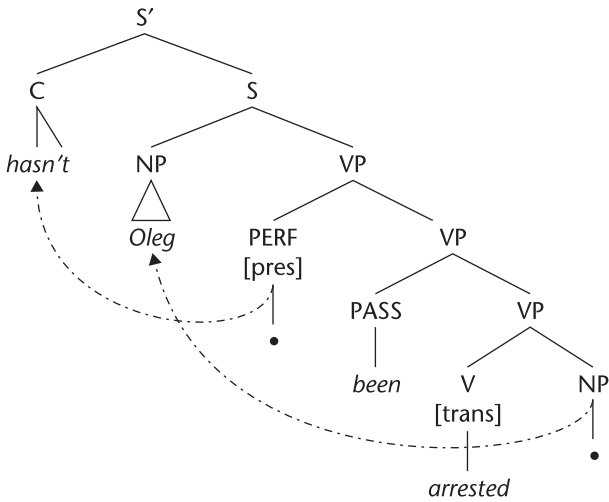 S′
C S
hasn't NP VP
Oleg PERF VP
[pres]
PASS VP
been V NP
[trans]
arrested